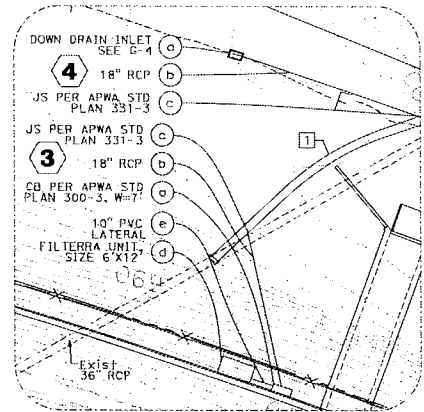 DOWN DRAIN INLET
SEE G-4 a
4 18" RCP b
JS PER APWA STD
PLAN 331-3 c
JS PER APWA STD
PLAN 331-3 c
3 18" RCP b
CB PER APWA STD
PLAN 300-3, W=7' a
10" PVC
LATERAL e
FILTERRA UNIT,
SIZE 6'X12' d
1
Exist
36" RCP